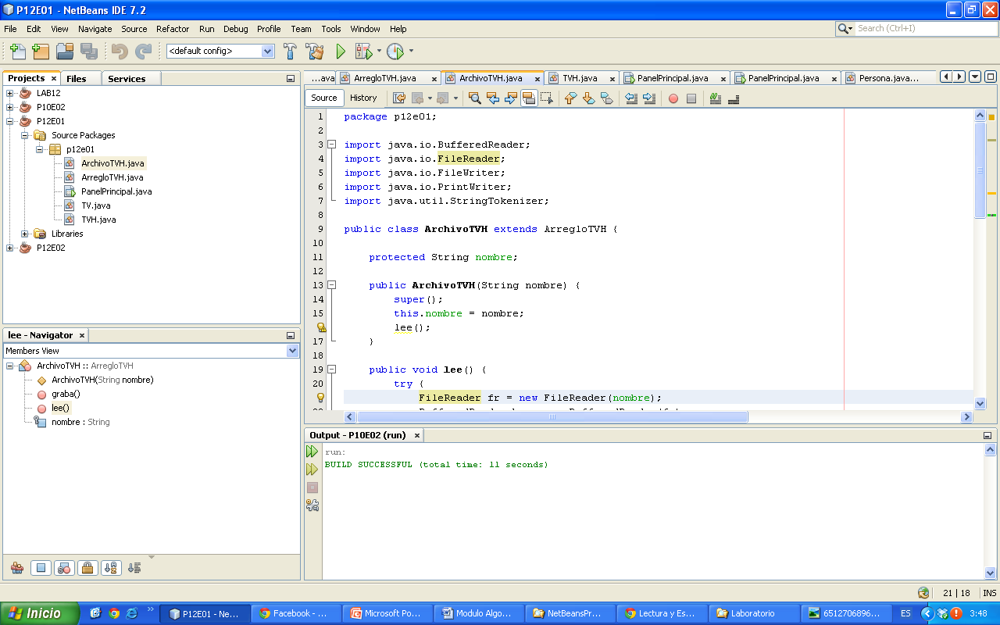 P12E01 - NetBeans IDE 7.2
File Edit View Navigate Source Refactor Run Debug Profile Team Tools Window Help
Search (Ctrl+I)
<default config>
Projects Files Services
LAB12
P10E02
P12E01
Source Packages
p12e01
ArchivoTVH.java
ArregloTVH.java
PanelPrincipal.java
TV.java
TVH.java
Libraries
P12E02
lee - Navigator
Members View
ArchivoTVH :: ArregloTVH
ArchivoTVH(String nombre)
graba()
lee()
nombre : String
...ava ArregloTVH.java ArchivoTVH.java TVH.java PanelPrincipal.java PanelPrincipal.java Persona.java...
Source History
1 package p12e01;
2
3 import java.io.BufferedReader;
4 import java.io.FileReader;
5 import java.io.FileWriter;
6 import java.io.PrintWriter;
7 import java.util.StringTokenizer;
8
9 public class ArchivoTVH extends ArregloTVH {
10
11 protected String nombre;
12
13 public ArchivoTVH(String nombre) {
14 super();
15 this.nombre = nombre;
lee();
17 }
18
19 public void lee() {
20 try {
FileReader fr = new FileReader(nombre);
Output - P10E02 (run)
run:
BUILD SUCCESSFUL (total time: 11 seconds)
21 | 18 INS
Inicio
P12E01 - Ne...
Facebook - ...
Microsoft Po...
Modulo Algo...
NetBeansPr...
Lectura y Es...
Laboratorio
6512706896...
ES
3:48